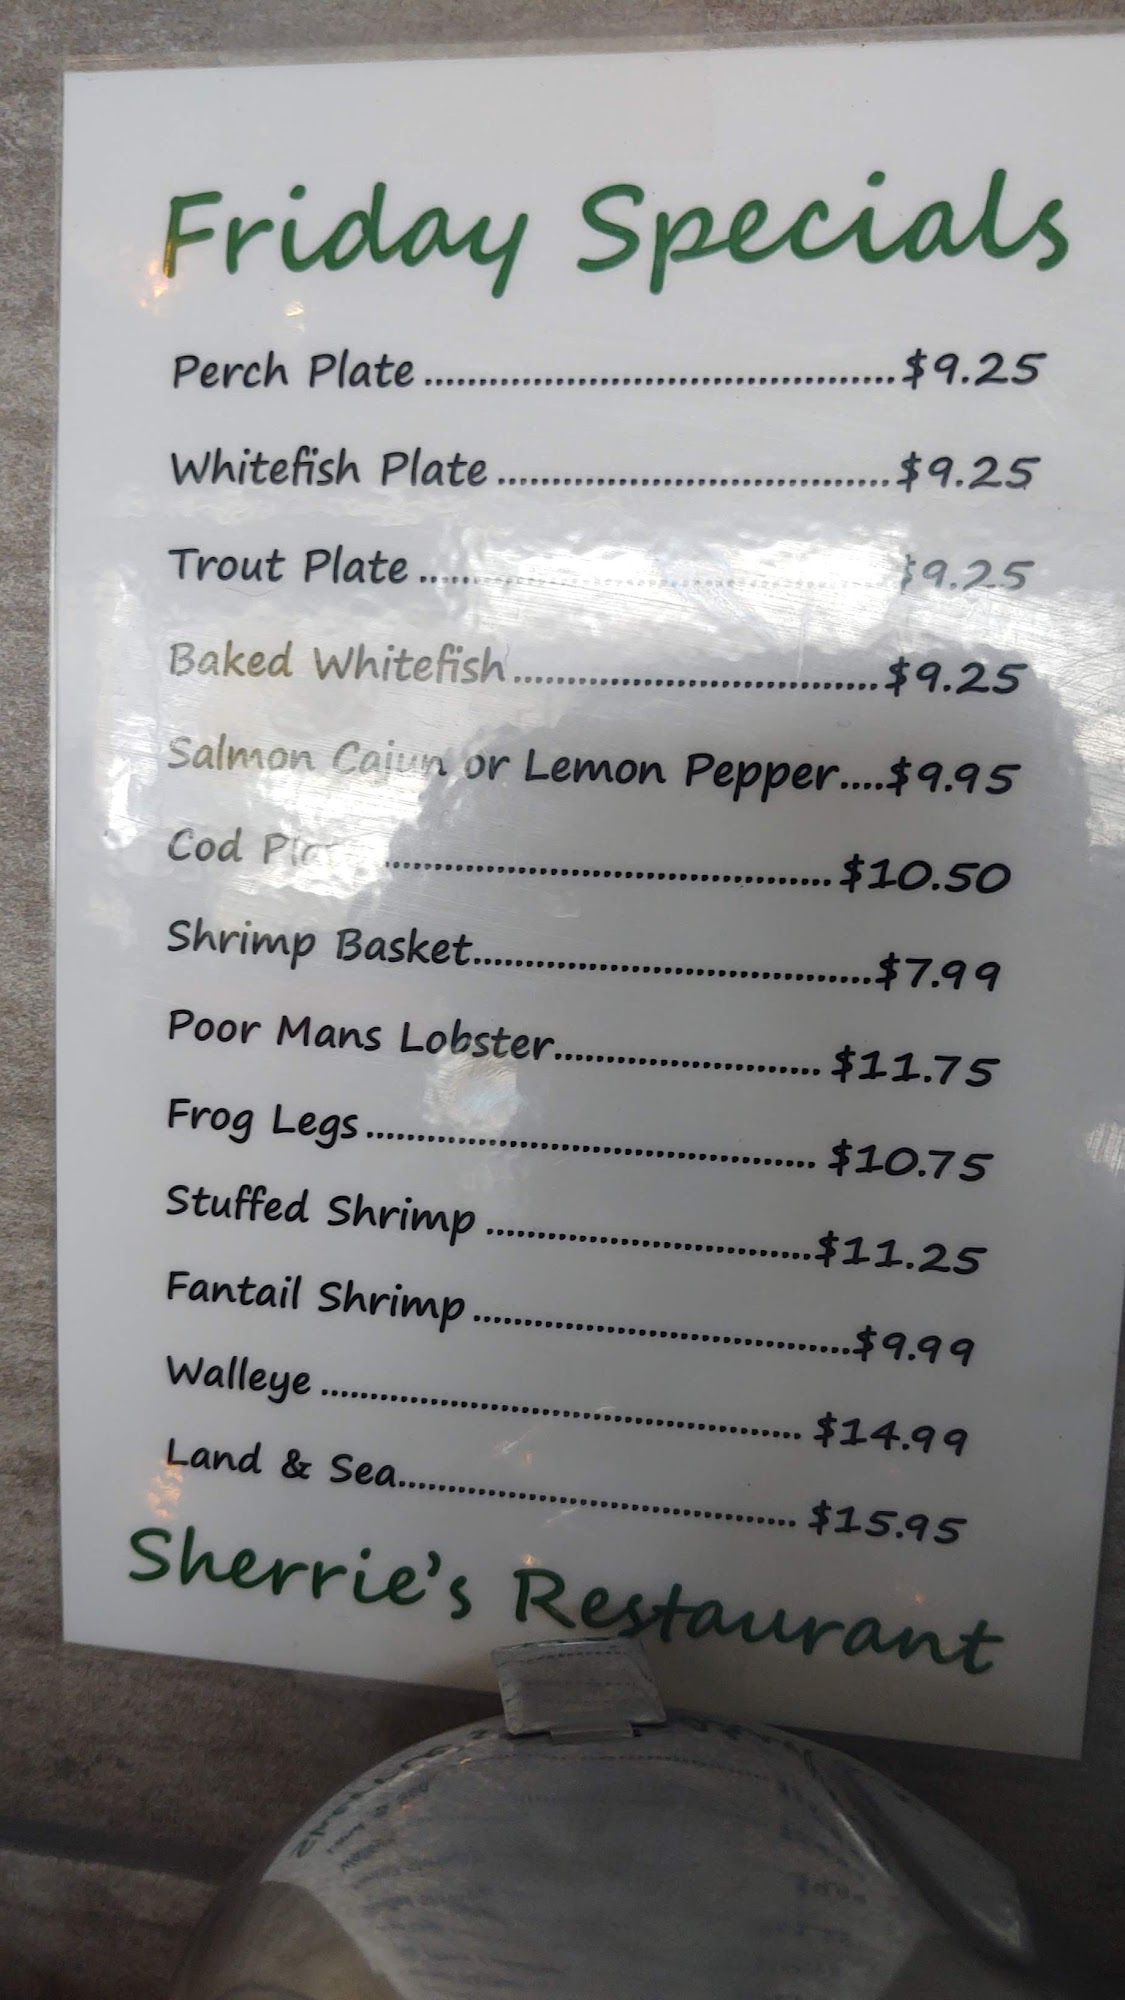 Friday Specials
Perch Plate............................................$9.25
Whitefish Plate....................................$9.25
Trout Plate............................................$9.25
Baked Whitefish..................................$9.25
Salmon Cajun or Lemon Pepper....$9.95
Cod ............................................$10.50
Shrimp Basket......................................$7.99
Poor Mans Lobster.......................... $11.75
Frog Legs............................................. $10.75
Stuffed Shrimp.................................$11.25
Fantail Shrimp......................................$9.99
Walleye................................................. $14.99
Land & Sea......................................... $15.95
Sherrie's Restaurant